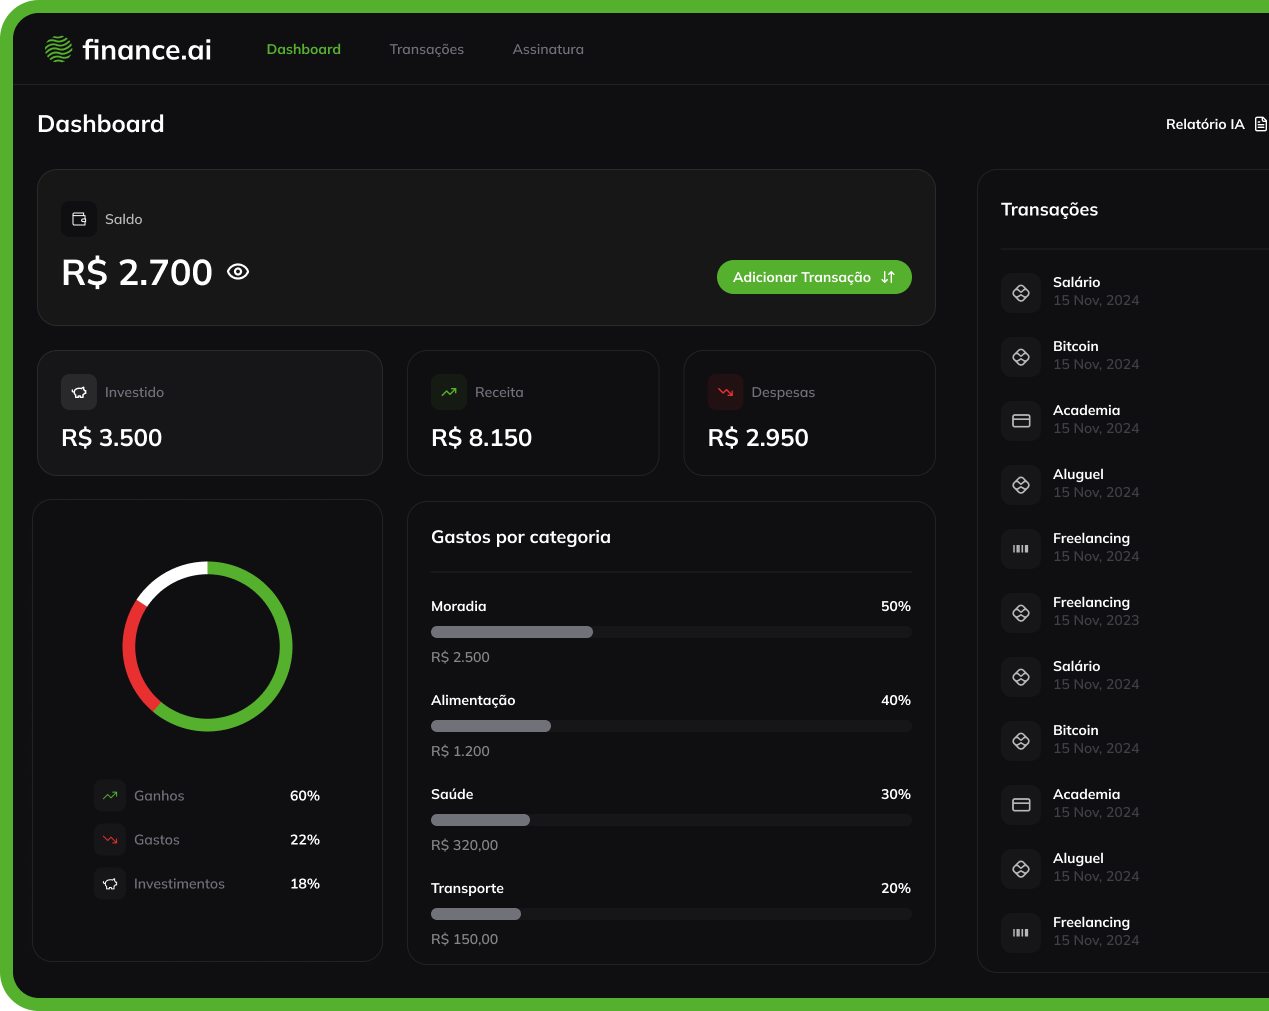 finance.ai
Dashboard
Transações
Assinatura
Dashboard
Relatório IA
Saldo
R$ 2.700
Adicionar Transação
Investido
R$ 3.500
Receita
R$ 8.150
Despesas
R$ 2.950
Ganhos 60%
Gastos 22%
Investimentos 18%
Gastos por categoria
Moradia 50%
R$ 2.500
Alimentação 40%
R$ 1.200
Saúde 30%
R$ 320,00
Transporte 20%
R$ 150,00
Transações
Salário
15 Nov, 2024
Bitcoin
15 Nov, 2024
Academia
15 Nov, 2024
Aluguel
15 Nov, 2024
Freelancing
15 Nov, 2024
Freelancing
15 Nov, 2023
Salário
15 Nov, 2024
Bitcoin
15 Nov, 2024
Academia
15 Nov, 2024
Aluguel
15 Nov, 2024
Freelancing
15 Nov, 2024